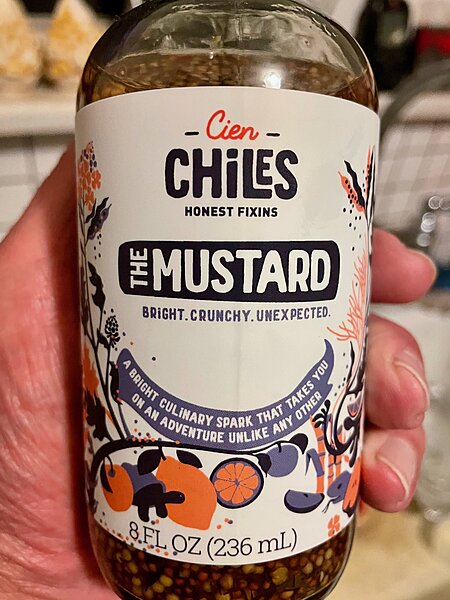 - Cien -
CHiLES
HONEST FIXINS
THE MUSTARD
BRiGHT. CRUNCHY. UNEXPECTED.
A BRIGHT CULINARY SPARK THAT TAKES YOU
ON AN ADVENTURE UNLIKE ANY OTHER
8 FL OZ (236 mL)